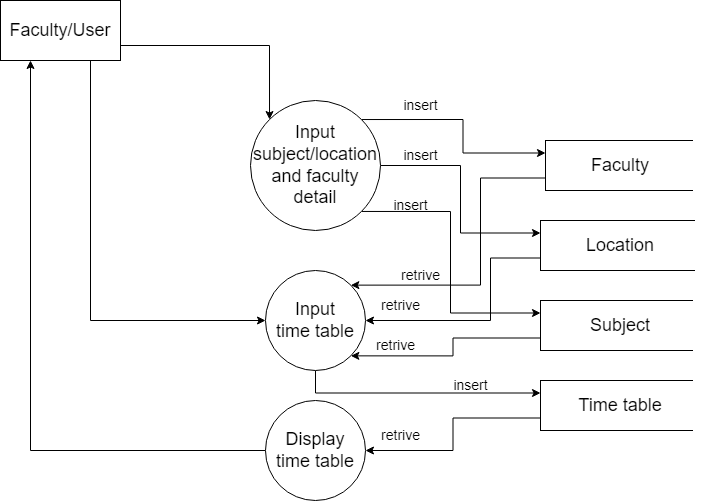 Faculty/User
insert
Input
subject/location
and faculty
detail
insert
Faculty
insert
Location
retrive
Input
time table
retrive
Subject
retrive
insert
Time table
Display
time table
retrive